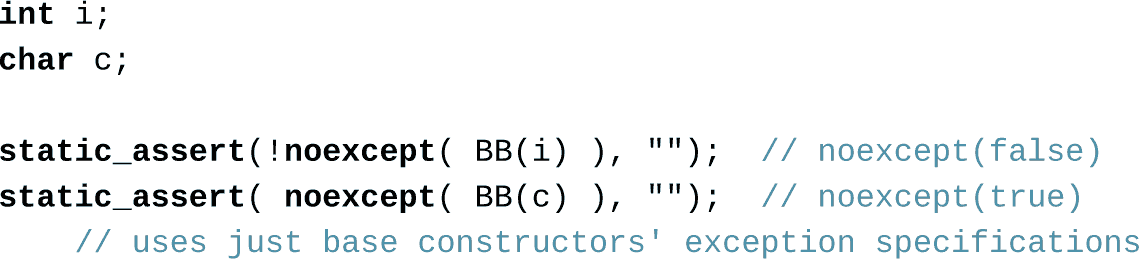 int i;
char c;
static_assert(!noexcept( BB(i) ), "");  // noexcept(false)
static_assert( noexcept( BB(c) ), "");  // noexcept(true)
    // uses just base constructors' exception specifications